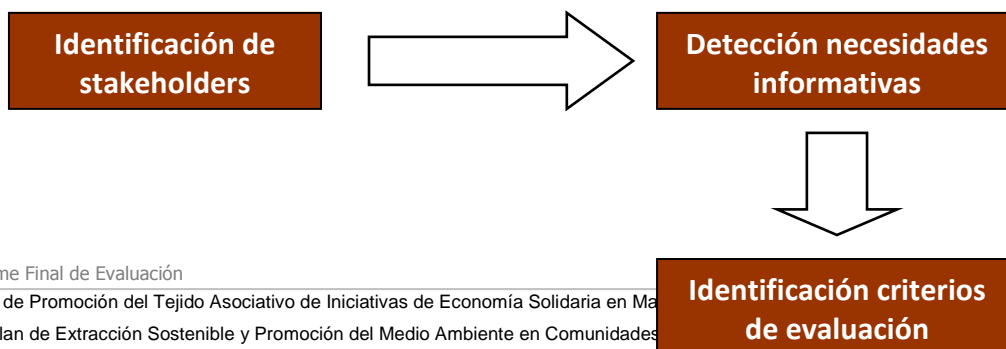 Identificación de
stakeholders
Detección necesidades
informativas
me Final de Evaluación
de Promoción del Tejido Asociativo de Iniciativas de Economía Solidaria en Ma
lan de Extracción Sostenible y Promoción del Medio Ambiente en Comunidades
Identificación criterios
de evaluación